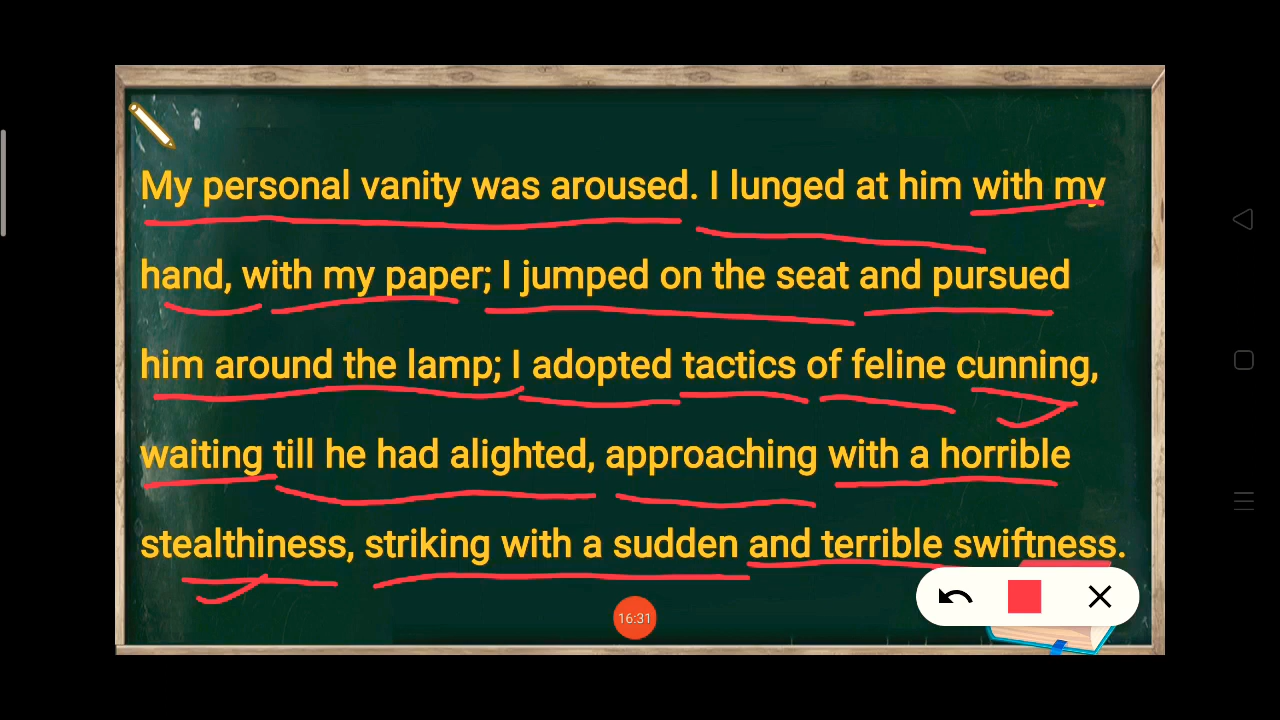 My personal vanity was aroused. I lunged at him with my
hand, with my paper; I jumped on the seat and pursued
him around the lamp; I adopted tactics of feline cunning,
waiting till he had alighted, approaching with a horrible
stealthiness, striking with a sudden and terrible swiftness.
16:31